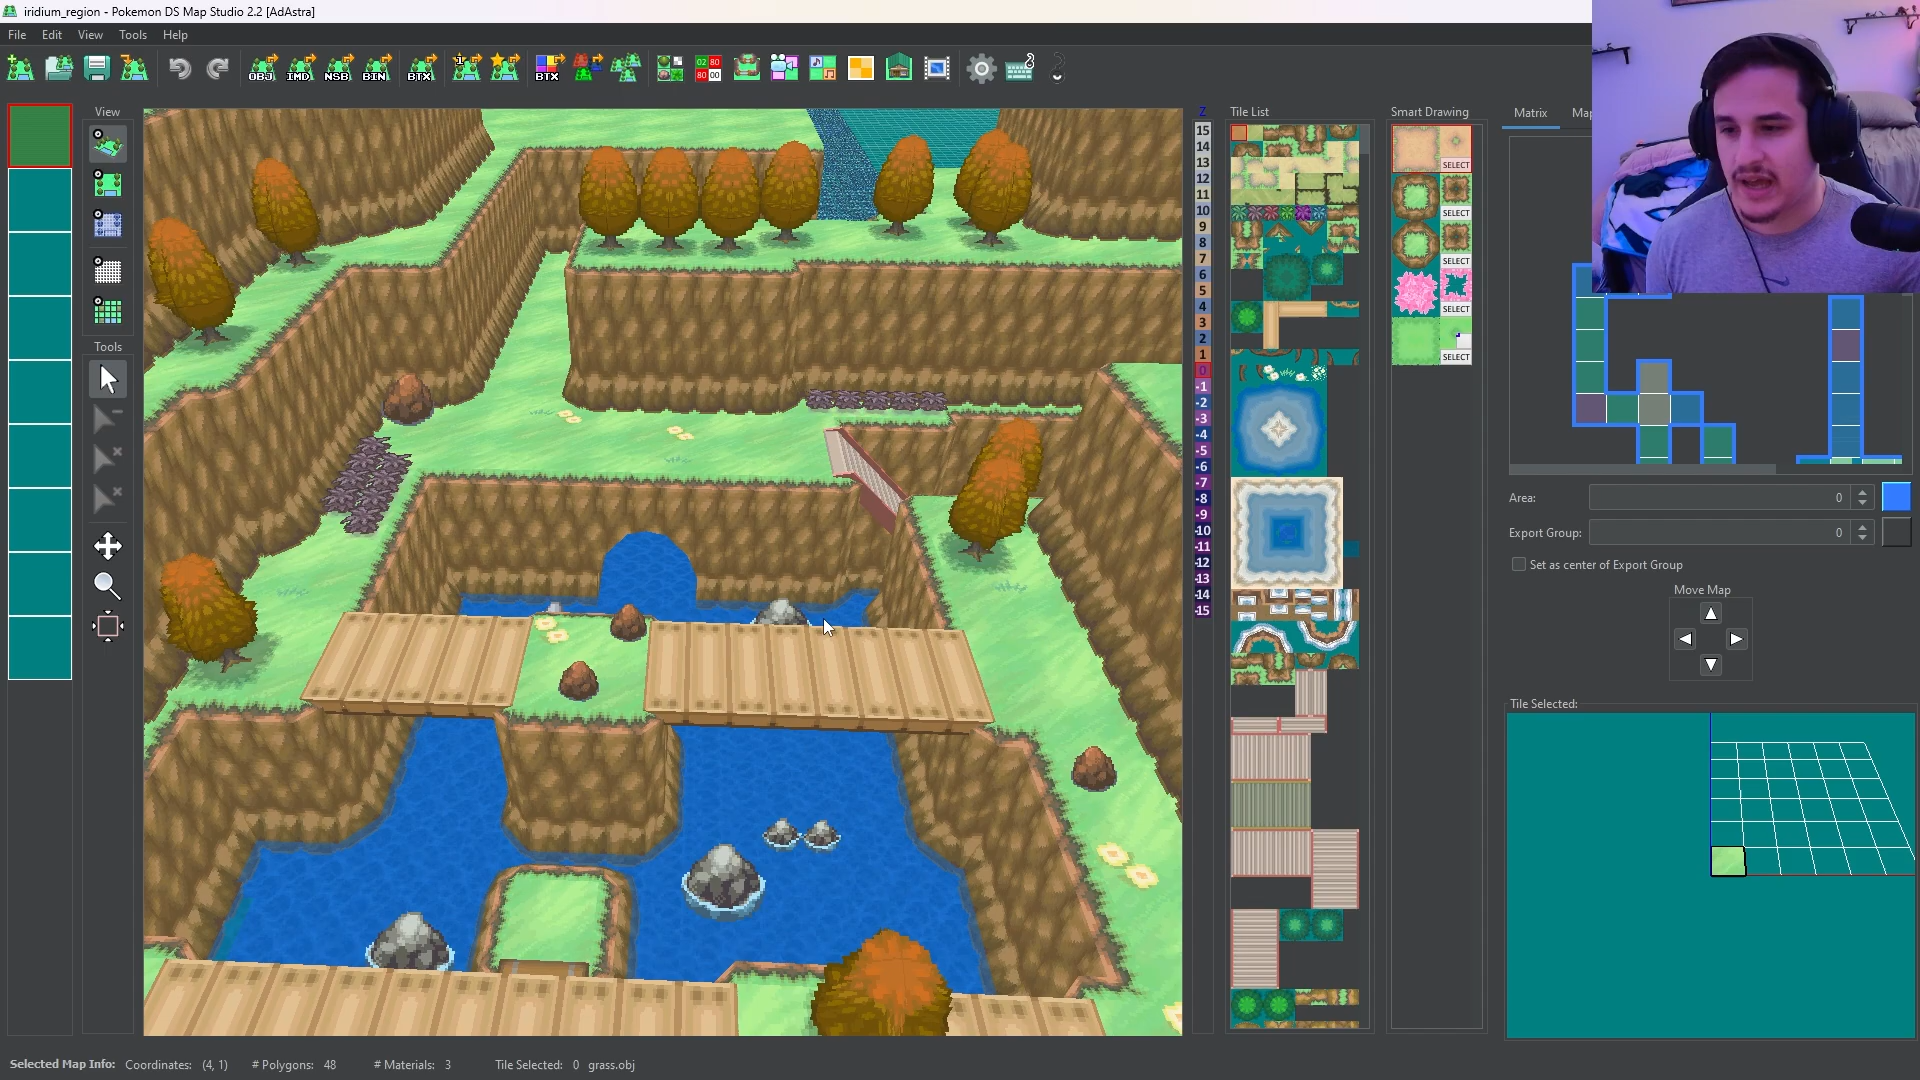 iridium_region - Pokemon DS Map Studio 2.2 [AdAstra]
File Edit View Tools Help
OBJ IMD NSB BIN BTX BTX
02 80
80 00
View
Tools
Z
15
14
13
12
11
10
9
8
7
6
5
4
3
2
1
0
-1
-2
-3
-4
-5
-6
-7
-8
-9
-10
-11
-12
-13
-14
-15
Tile List
Smart Drawing
SELECT
SELECT
SELECT
SELECT
SELECT
Matrix
Area: 0
Export Group: 0
Set as center of Export Group
Move Map
Tile Selected:
Selected Map Info: Coordinates: (4, 1) # Polygons: 48 # Materials: 3 Tile Selected: 0 grass.obj